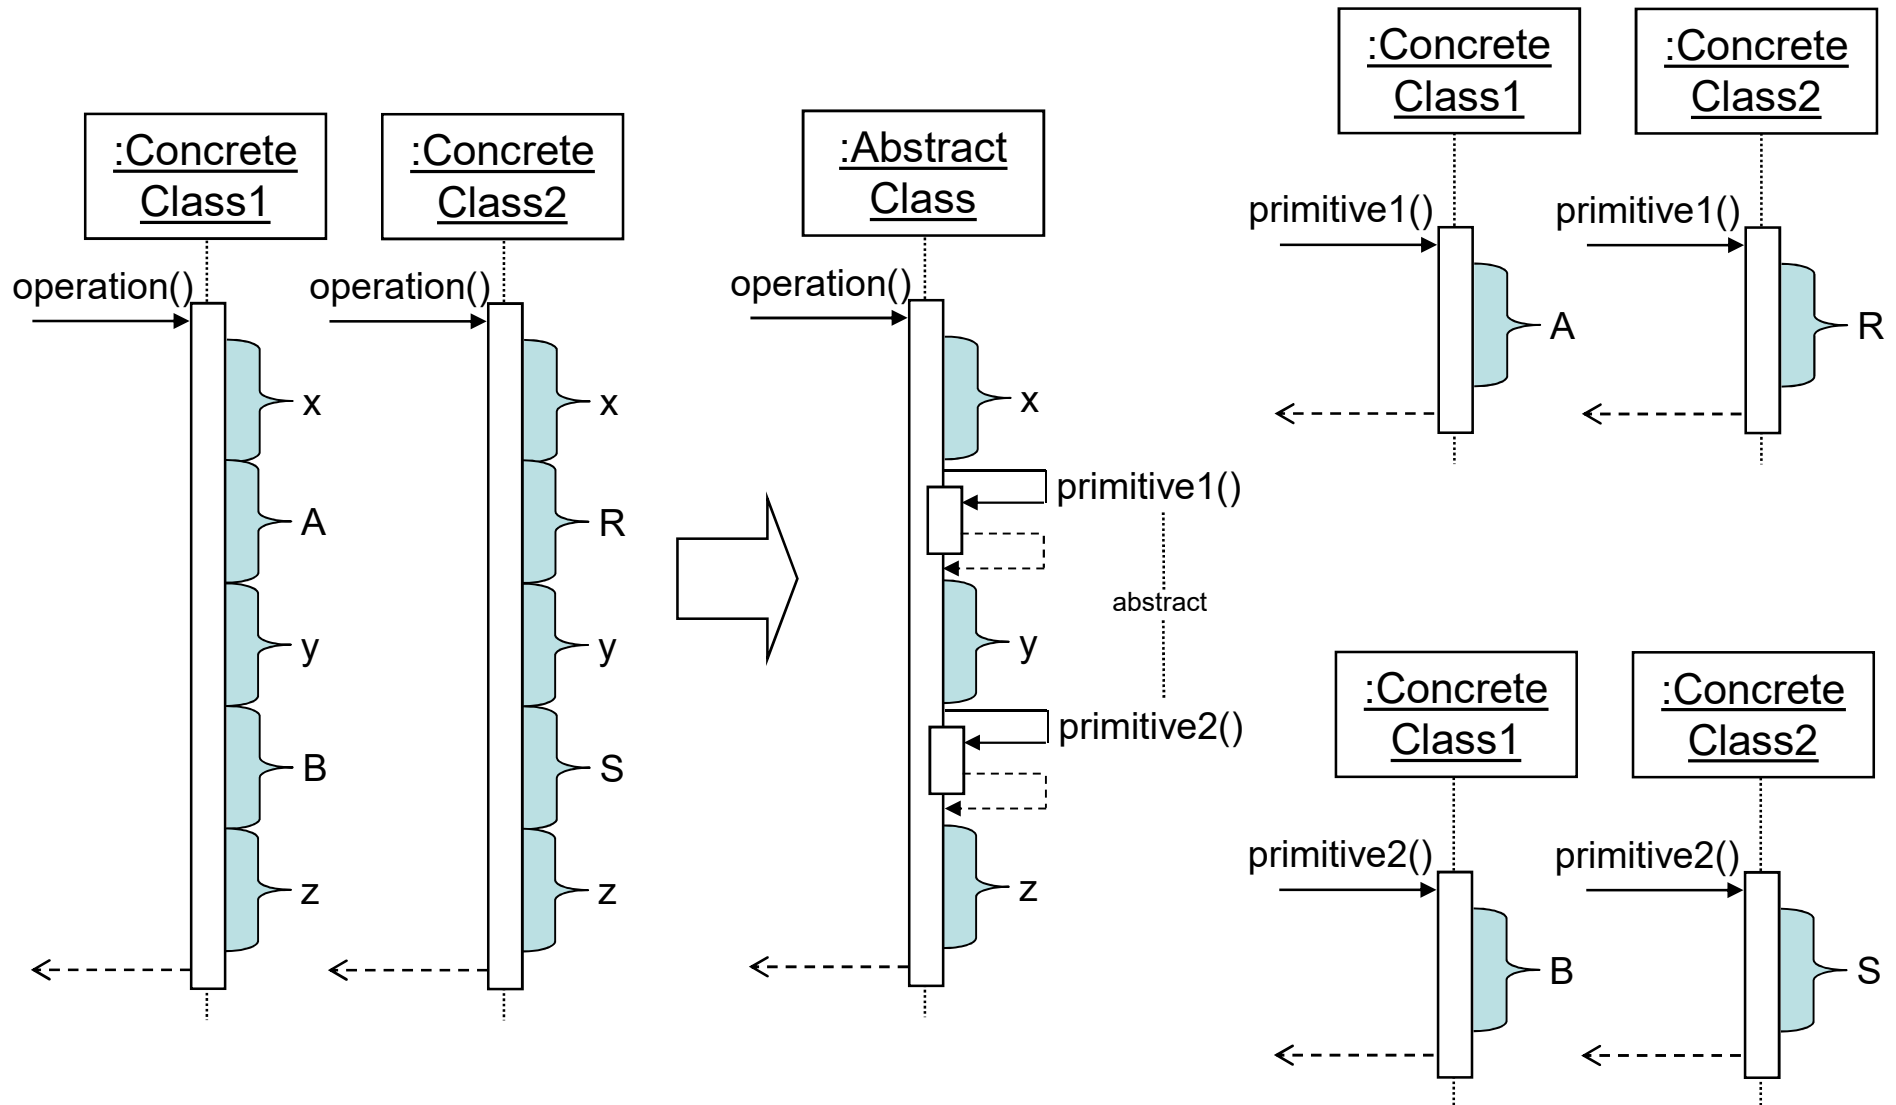 :Concrete
Class1
operation()
x
A
y
B
z
:Concrete
Class2
operation()
x
R
y
S
z
:Abstract
Class
operation()
x
primitive1()
abstract
y
primitive2()
z
:Concrete
Class1
primitive1()
A
:Concrete
Class2
primitive1()
R
:Concrete
Class1
primitive2()
B
:Concrete
Class2
primitive2()
S